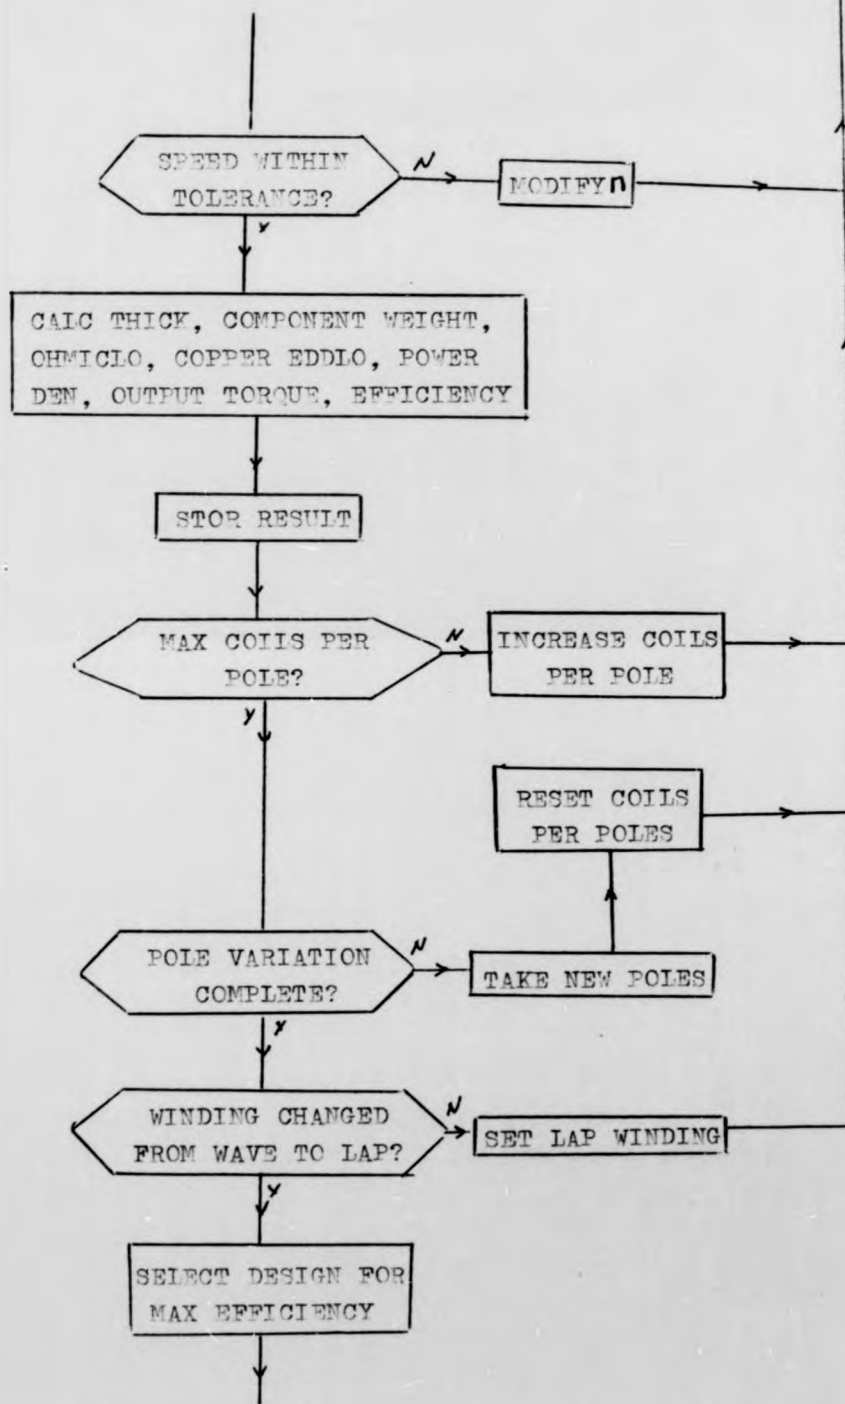 SPEED WITHIN
TOLERANCE?
N
MODIFY n
Y
CALC THICK, COMPONENT WEIGHT,
OHMICLO, COPPER EDDLO, POWER
DEN, OUTPUT TORQUE, EFFICIENCY
STOR RESULT
MAX COILS PER
POLE?
N
INCREASE COILS
PER POLE
Y
RESET COILS
PER POLES
POLE VARIATION
COMPLETE?
N
TAKE NEW POLES
Y
WINDING CHANGED
FROM WAVE TO LAP?
N
SET LAP WINDING
Y
SELECT DESIGN FOR
MAX EFFICIENCY